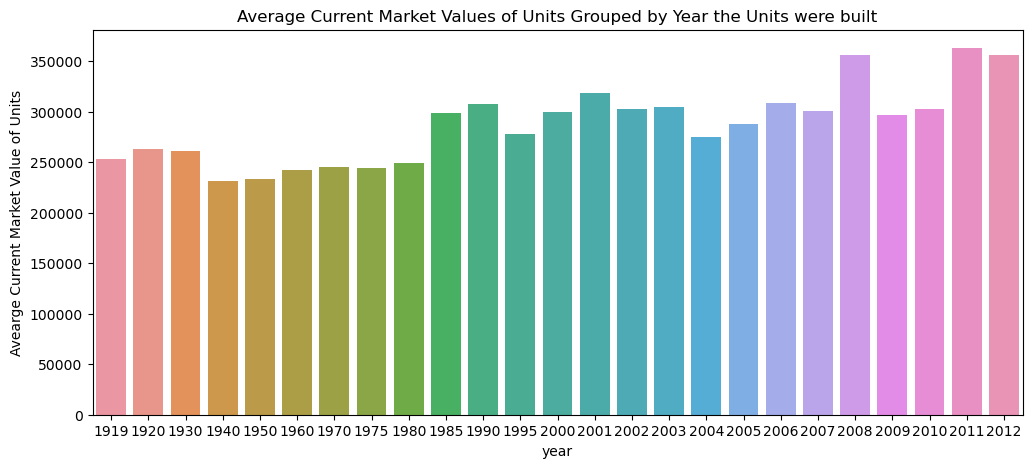 Average Current Market Values of Units Grouped by Year the Units were built
Avearge Current Market Value of Units
350000
300000
250000
200000
150000
100000
50000
0
1919 1920 1930 1940 1950 1960 1970 1975 1980 1985 1990 1995 2000 2001 2002 2003 2004 2005 2006 2007 2008 2009 2010 2011 2012
year